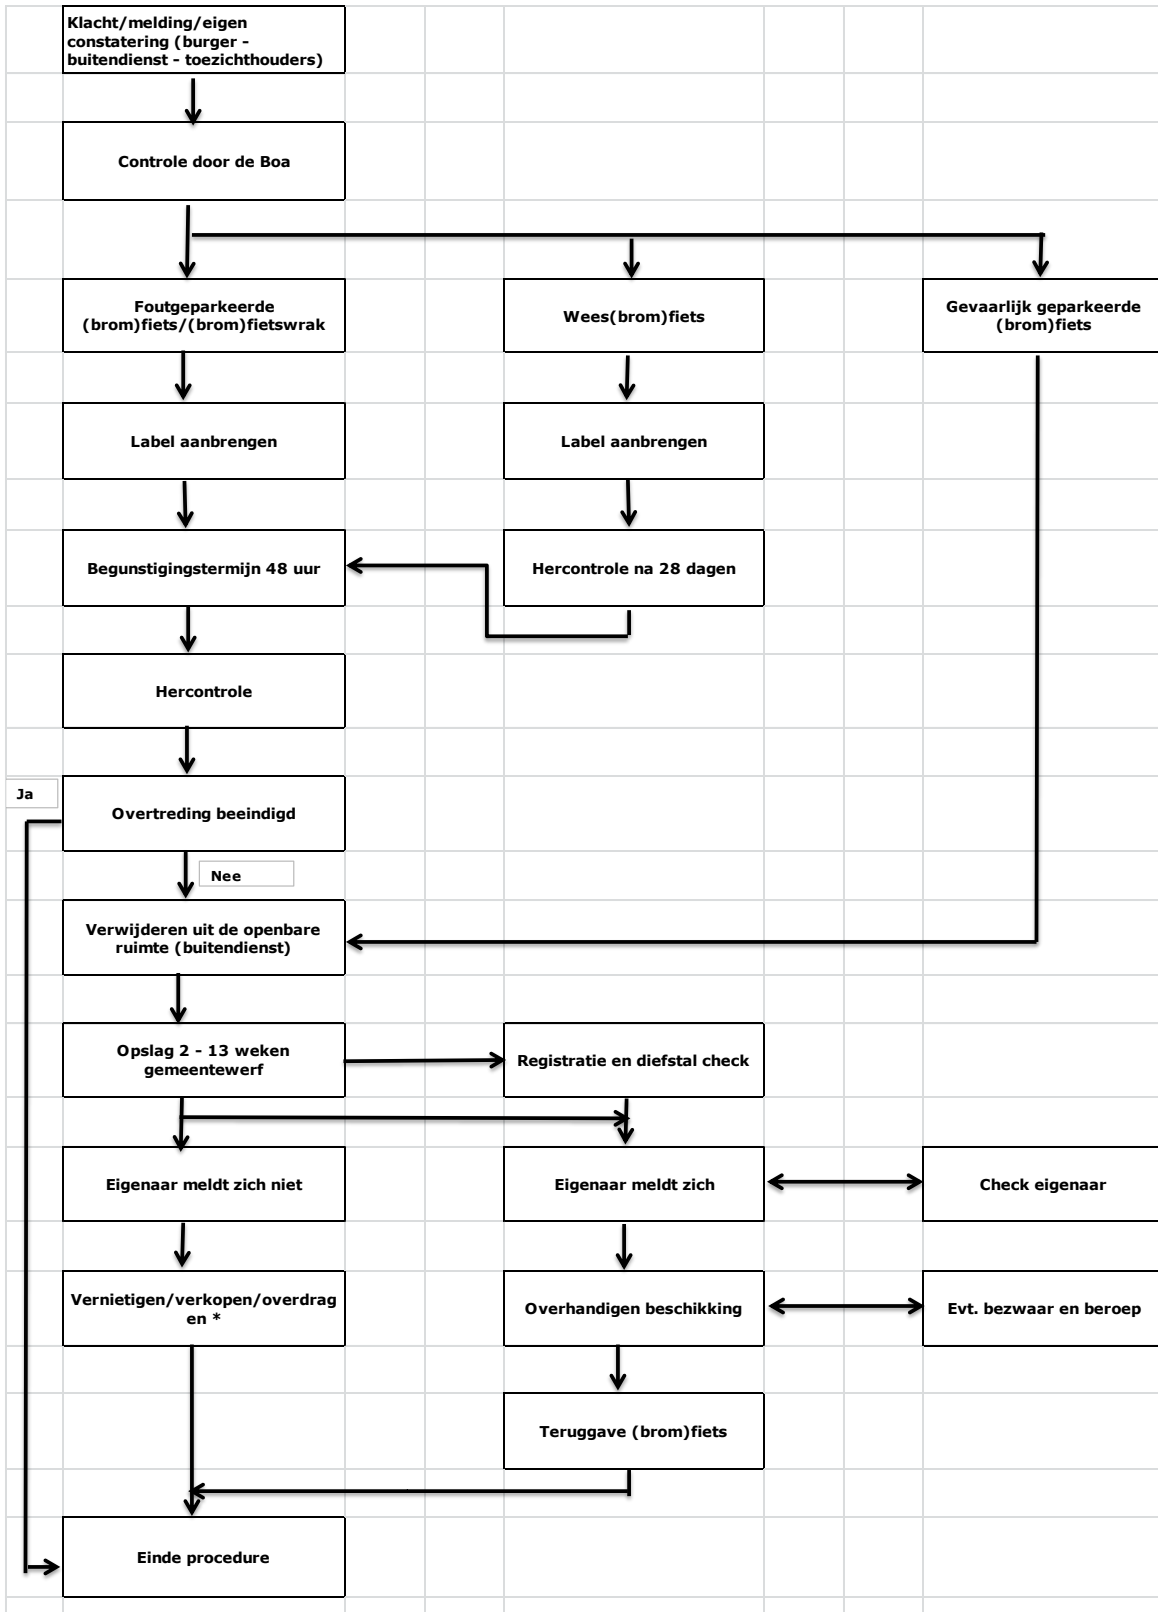 Klacht/melding/eigen
constatering (burger -
buitendienst - toezichthouders)
Controle door de Boa
Foutgeparkeerde
(brom)fiets/(brom)fietswrak
Wees(brom)fiets
Gevaarlijk geparkeerde
(brom)fiets
Label aanbrengen
Label aanbrengen
Begunstigingstermijn 48 uur
Hercontrole na 28 dagen
Hercontrole
Ja
Overtreding beeindigd
Nee
Verwijderen uit de openbare
ruimte (buitendienst)
Opslag 2 - 13 weken
gemeentewerf
Registratie en diefstal check
Eigenaar meldt zich niet
Eigenaar meldt zich
Check eigenaar
Vernietigen/verkopen/overdrag
en *
Overhandigen beschikking
Evt. bezwaar en beroep
Teruggave (brom)fiets
Einde procedure